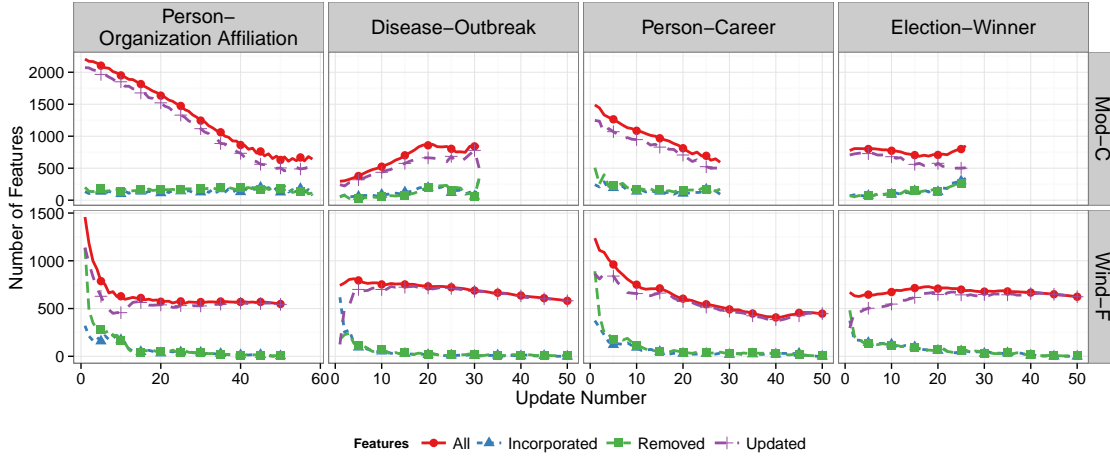 Person–
Organization Affiliation
Disease–Outbreak
Person–Career
Election–Winner
2000
1500
1000
500
0
Mod–C
1500
1000
500
0
Wind–F
Number of Features
0 20 40 60
0 10 20 30 40 50
0 10 20 30 40 50
0 10 20 30 40 50
Update Number
Features All Incorporated Removed Updated